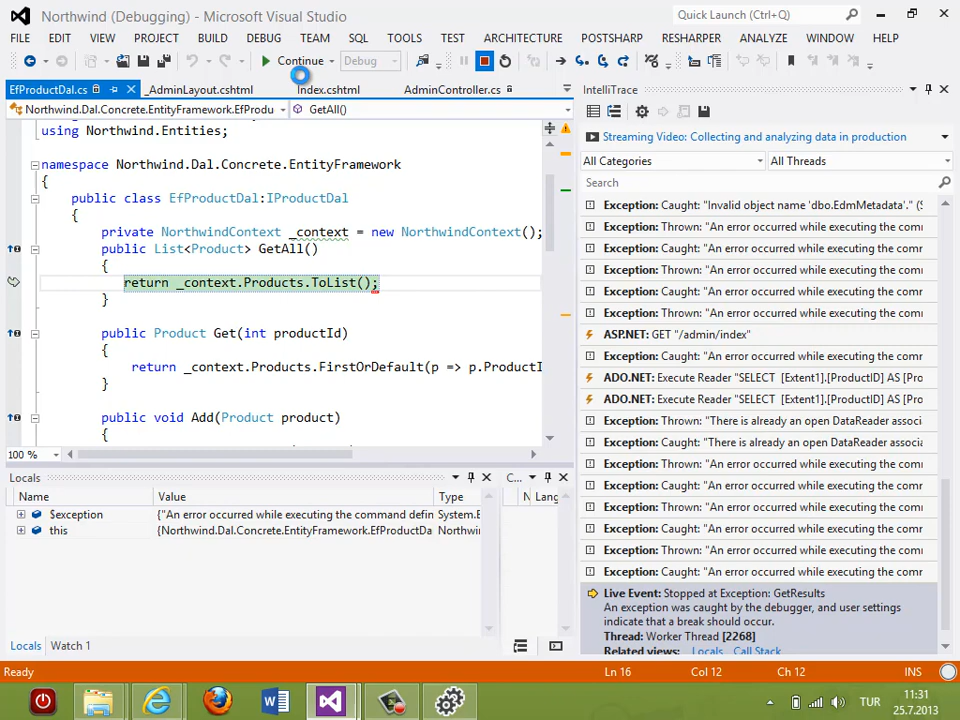 Northwind (Debugging) - Microsoft Visual Studio
Quick Launch (Ctrl+Q)
FILE EDIT VIEW PROJECT BUILD DEBUG TEAM SQL TOOLS TEST ARCHITECTURE POSTSHARP RESHARPER ANALYZE WINDOW HELP
Continue Debug
EfProductDal.cs _AdminLayout.cshtml Index.cshtml AdminController.cs
Northwind.Dal.Concrete.EntityFramework.EfProdu GetAll()
using Northwind.Entities;
namespace Northwind.Dal.Concrete.EntityFramework
{
public class EfProductDal:IProductDal
{
private NorthwindContext _context = new NorthwindContext();
public List<Product> GetAll()
{
return _context.Products.ToList();
}
public Product Get(int productId)
{
return _context.Products.FirstOrDefault(p => p.ProductI
}
public void Add(Product product)
{
100 %
Locals
Name Value Type
$exception {"An error occurred while executing the command defin System.E
this {Northwind.Dal.Concrete.EntityFramework.EfProductDa Northwin
C...
N Lang
Locals Watch 1
IntelliTrace
Streaming Video: Collecting and analyzing data in production
All Categories All Threads
Search
Exception: Caught: "Invalid object name 'dbo.EdmMetadata'." (S
Exception: Thrown: "An error occurred while executing the comm
Exception: Caught: "An error occurred while executing the comm
Exception: Thrown: "An error occurred while executing the comm
Exception: Caught: "An error occurred while executing the comm
Exception: Thrown: "An error occurred while executing the comm
ASP.NET: GET "/admin/index"
Exception: Caught: "An error occurred while executing the comm
ADO.NET: Execute Reader "SELECT [Extent1].[ProductID] AS [Pro
ADO.NET: Execute Reader "SELECT [Extent1].[ProductID] AS [Pro
Exception: Thrown: "There is already an open DataReader associa
Exception: Caught: "There is already an open DataReader associa
Exception: Thrown: "An error occurred while executing the comm
Exception: Caught: "An error occurred while executing the comm
Exception: Thrown: "An error occurred while executing the comm
Exception: Caught: "An error occurred while executing the comm
Exception: Thrown: "An error occurred while executing the comm
Exception: Caught: "An error occurred while executing the comm
Live Event: Stopped at Exception: GetResults
An exception was caught by the debugger, and user settings
indicate that a break should occur.
Thread: Worker Thread [2268]
Related views: Locals Call Stack
Ready Ln 16 Col 12 Ch 12 INS
TUR
11:31
25.7.2013